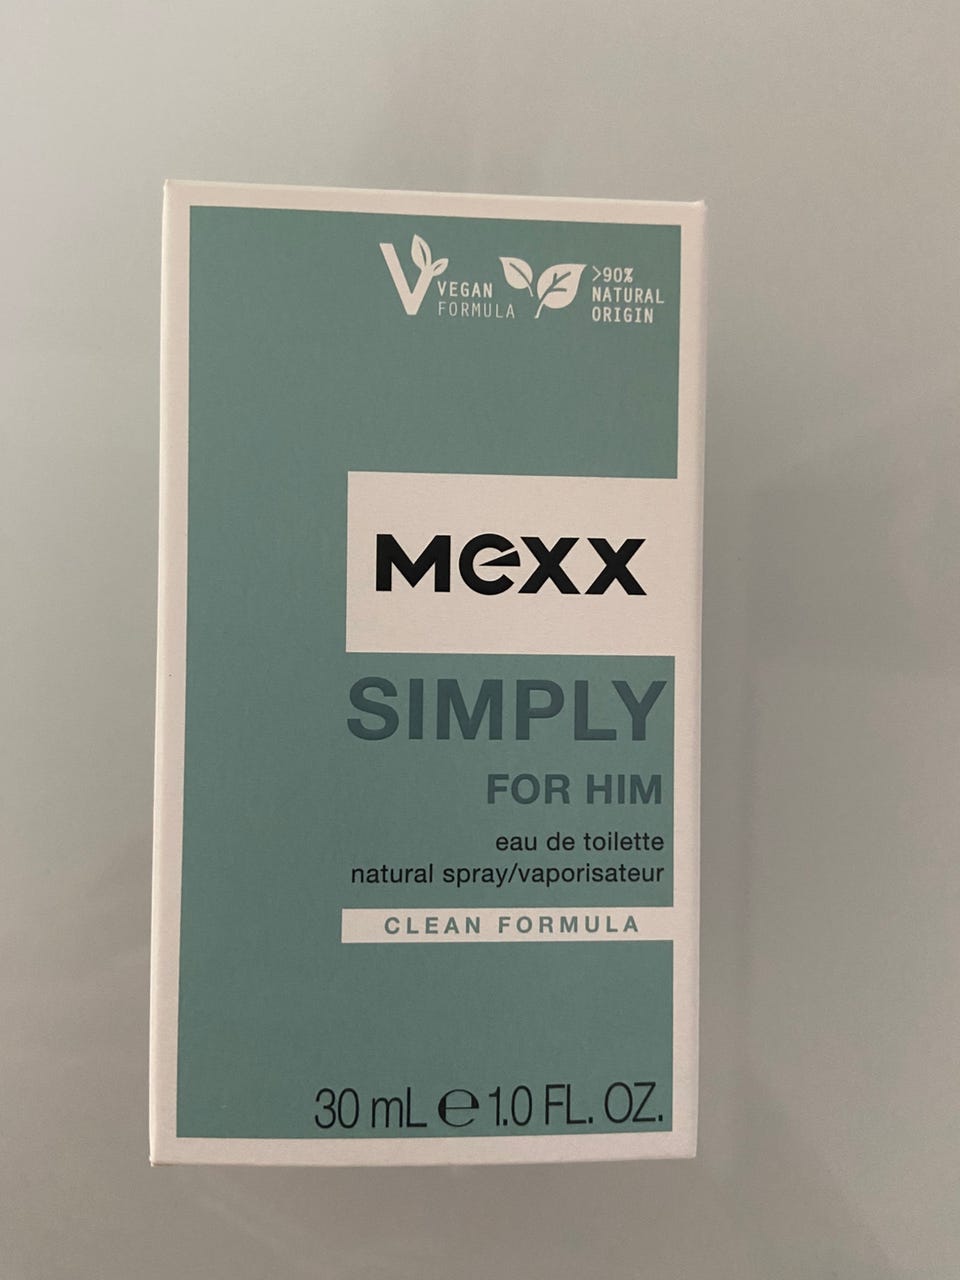 VEGAN
FORMULA
>90%
NATURAL
ORIGIN
mexx
SIMPLY
FOR HIM
eau de toilette
natural spray/vaporisateur
CLEAN FORMULA
30 mL ℮ 1.0 FL. OZ.